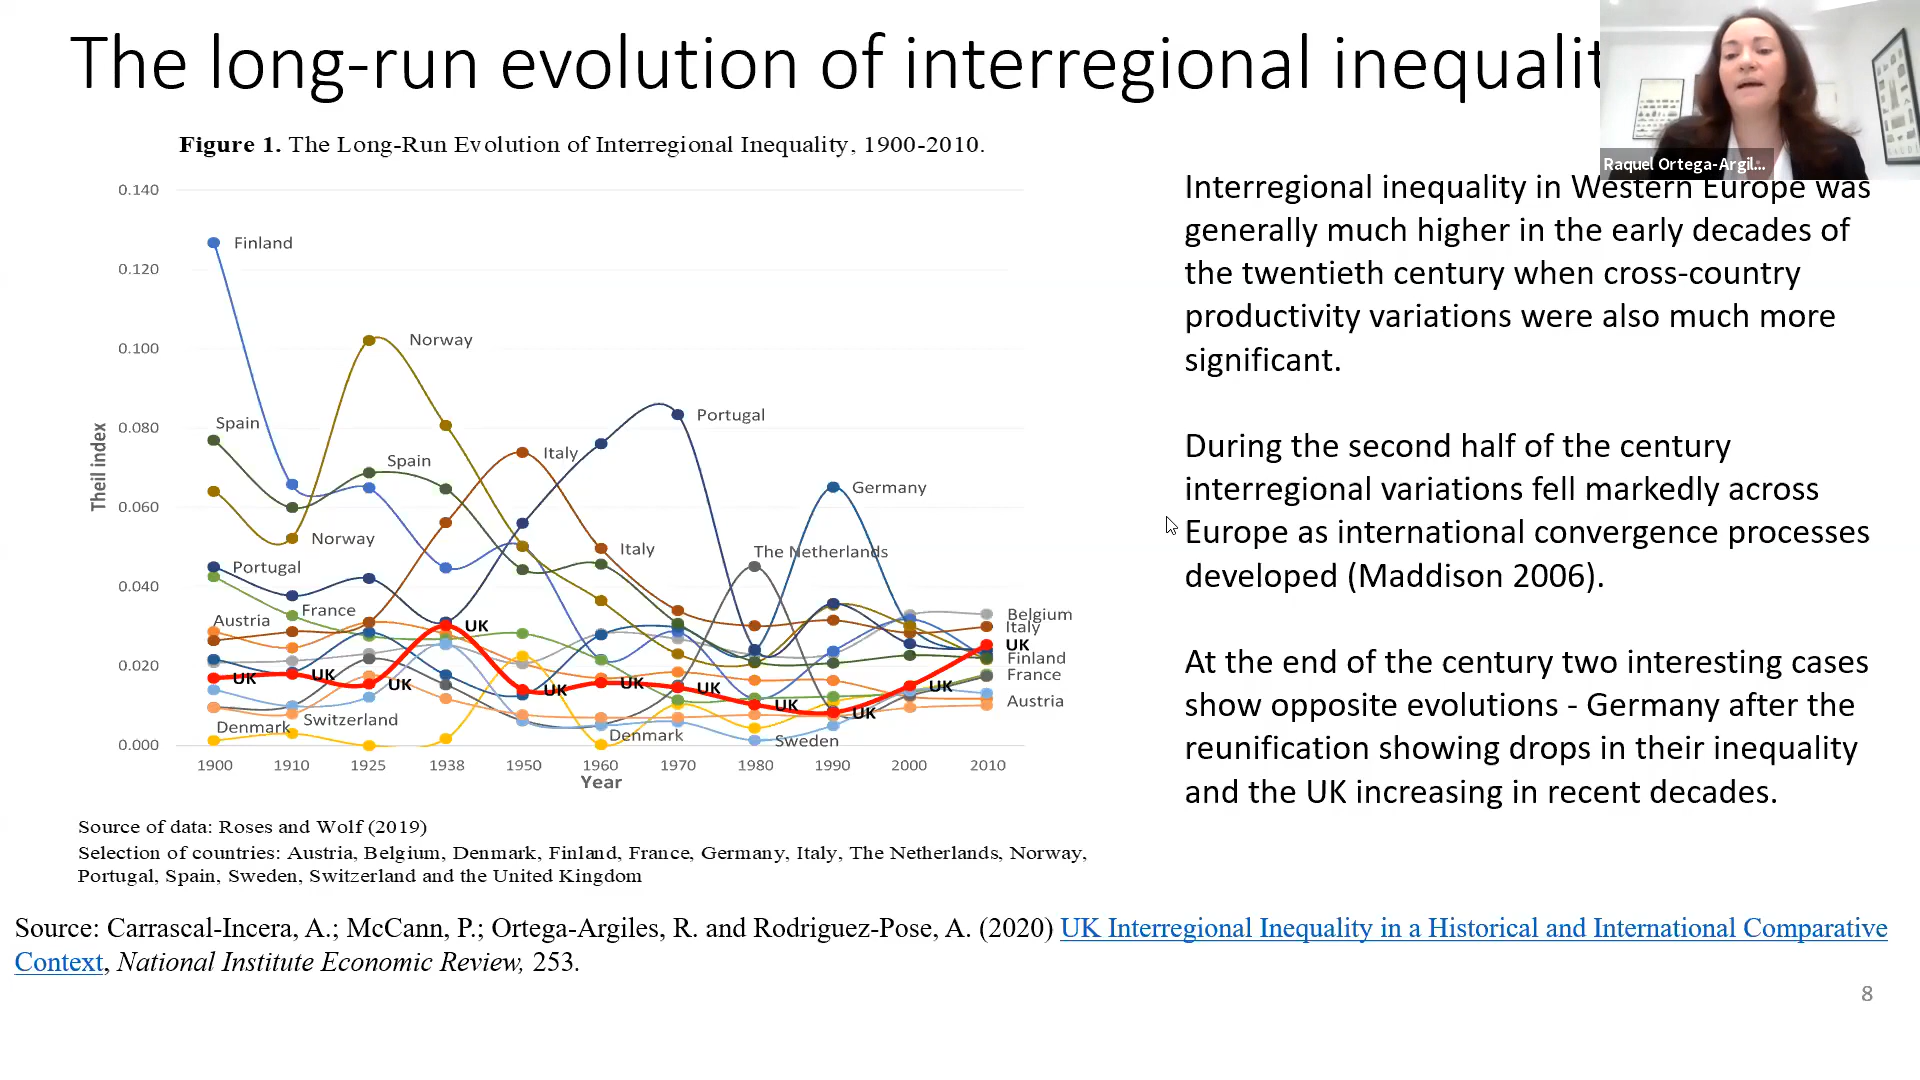 The long-run evolution of interregional inequalit
Raquel Ortega-Argil...
Figure 1. The Long-Run Evolution of Interregional Inequality, 1900-2010.
0.140
0.120
0.100
0.080
0.060
0.040
0.020
0.000
Theil index
Finland
Norway
Spain
Spain
Portugal
Italy
Germany
Norway
Italy
The Netherlands
Portugal
France
Austria
UK
UK
UK
UK
UK
UK
UK
UK
UK
UK
UK
Belgium
Italy
Finland
France
Austria
Denmark
Switzerland
Denmark
Sweden
1900 1910 1925 1938 1950 1960 1970 1980 1990 2000 2010
Year
Source of data: Roses and Wolf (2019)
Selection of countries: Austria, Belgium, Denmark, Finland, France, Germany, Italy, The Netherlands, Norway,
Portugal, Spain, Sweden, Switzerland and the United Kingdom
Interregional inequality in Western Europe was
generally much higher in the early decades of
the twentieth century when cross-country
productivity variations were also much more
significant.
During the second half of the century
interregional variations fell markedly across
Europe as international convergence processes
developed (Maddison 2006).
At the end of the century two interesting cases
show opposite evolutions - Germany after the
reunification showing drops in their inequality
and the UK increasing in recent decades.
Source: Carrascal-Incera, A.; McCann, P.; Ortega-Argiles, R. and Rodriguez-Pose, A. (2020) UK Interregional Inequality in a Historical and International Comparative
Context, National Institute Economic Review, 253.
8